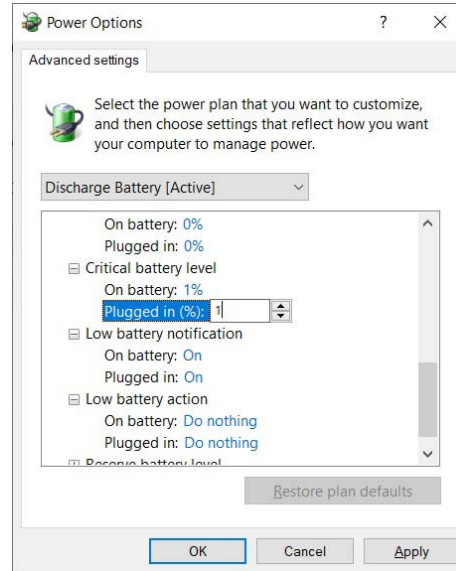 Power Options
Advanced settings
Select the power plan that you want to customize,
and then choose settings that reflect how you want
your computer to manage power.
Discharge Battery [Active]
On battery: 0%
Plugged in: 0%
Critical battery level
On battery: 1%
Plugged in (%): 1
Low battery notification
On battery: On
Plugged in: On
Low battery action
On battery: Do nothing
Plugged in: Do nothing
Reserve battery level
Restore plan defaults
OK Cancel Apply